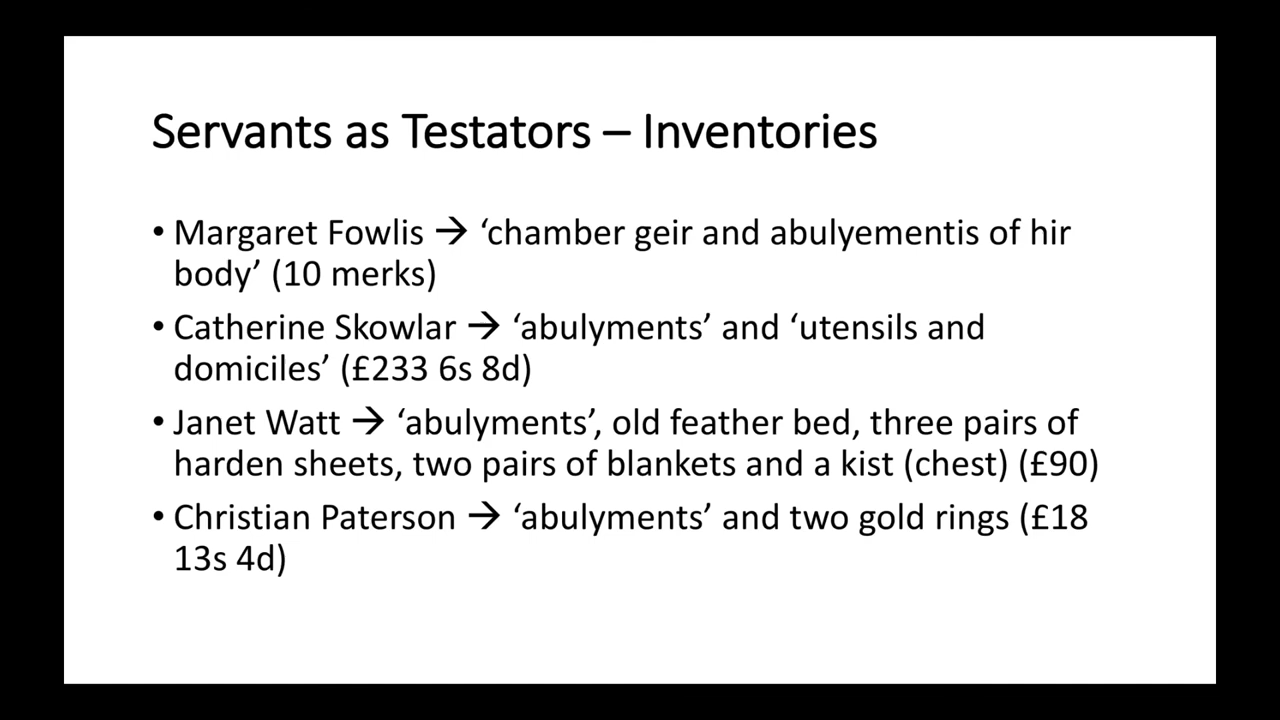 Servants as Testators – Inventories
• Margaret Fowlis → ‘chamber geir and abulyementis of hir
body’ (10 merks)
• Catherine Skowlar → ‘abulyments’ and ‘utensils and
domiciles’ (£233 6s 8d)
• Janet Watt → ‘abulyments’, old feather bed, three pairs of
harden sheets, two pairs of blankets and a kist (chest) (£90)
• Christian Paterson → ‘abulyments’ and two gold rings (£18
13s 4d)